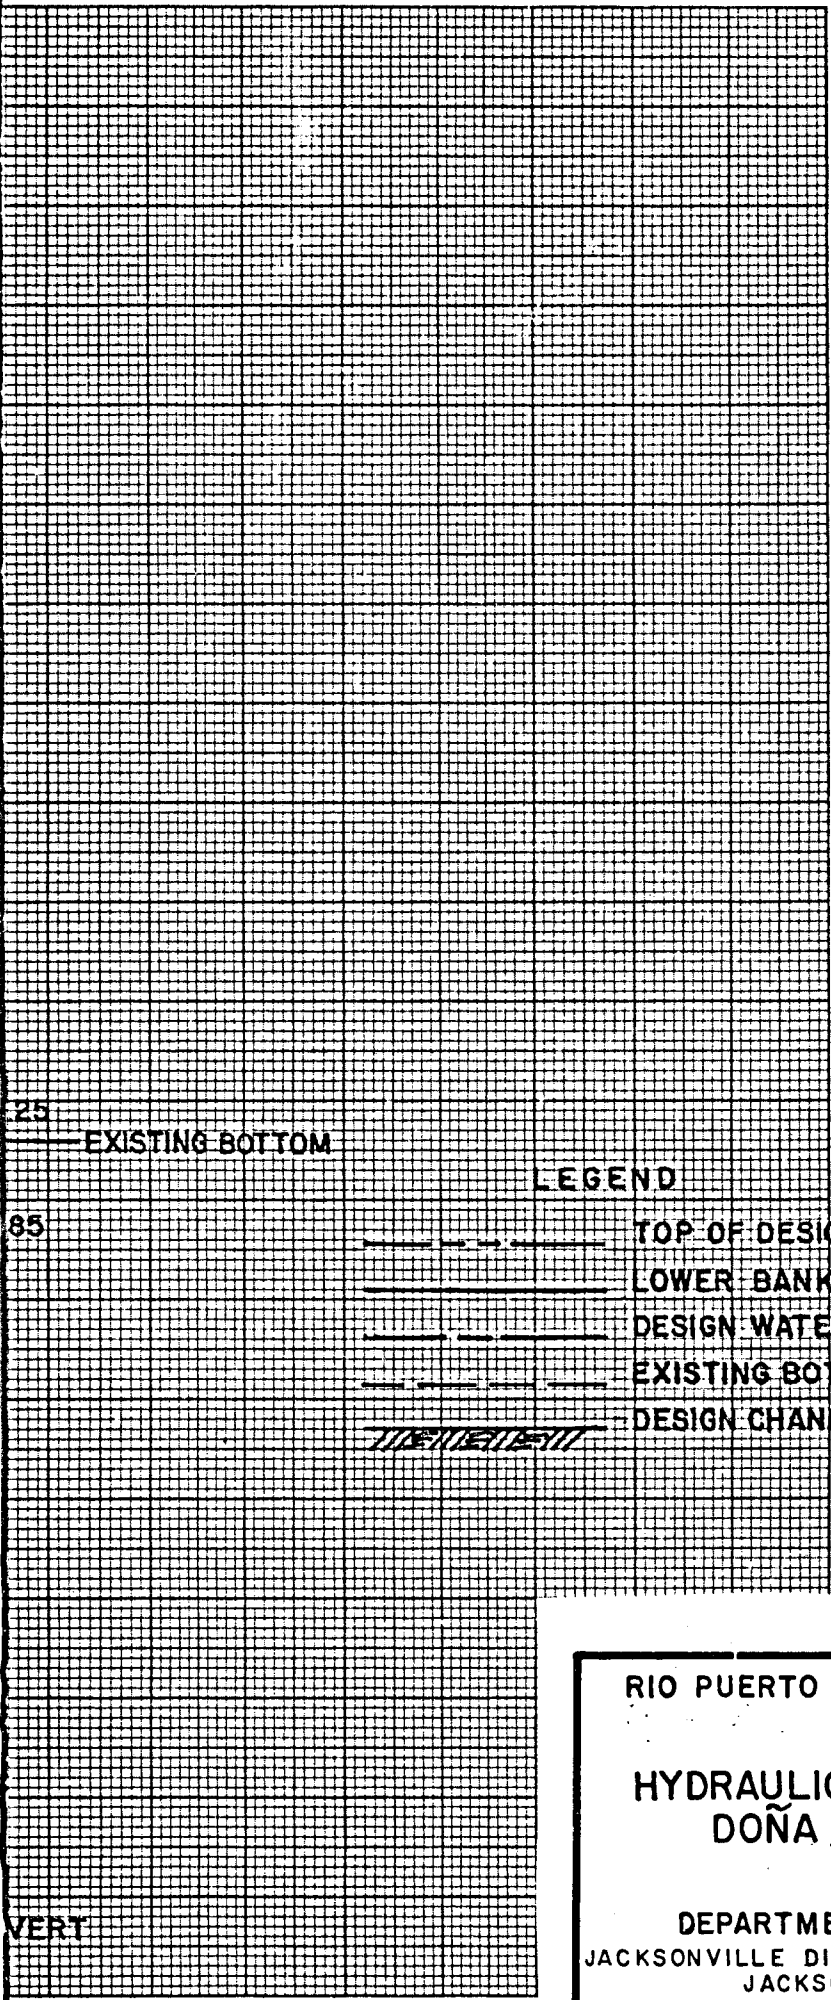 .25
EXISTING BOTTOM
LEGEND
85
TOP OF DESIG
LOWER BANK
DESIGN WATE
EXISTING BOT
DESIGN CHAN
RIO PUERTO
HYDRAULIC
DOÑA
VERT
DEPARTME
JACKSONVILLE DI
JACKSO